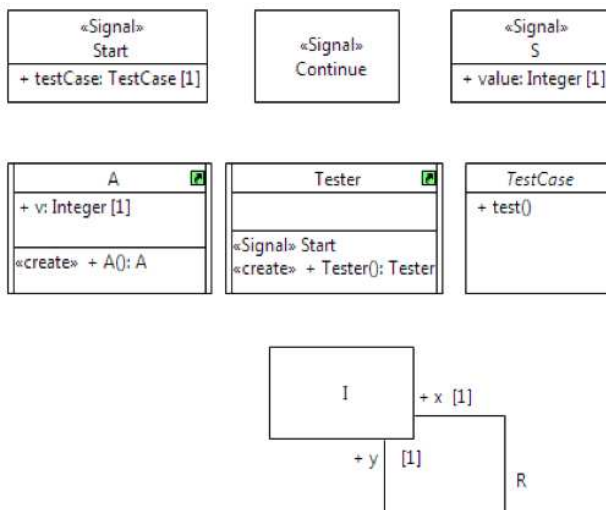 «Signal»
Start
+ testCase: TestCase [1]
«Signal»
Continue
«Signal»
S
+ value: Integer [1]
A
+ v: Integer [1]
«create» + A(): A
Tester
«Signal» Start
«create» + Tester(): Tester
TestCase
+ test()
I
+ x [1]
+ y [1]
R